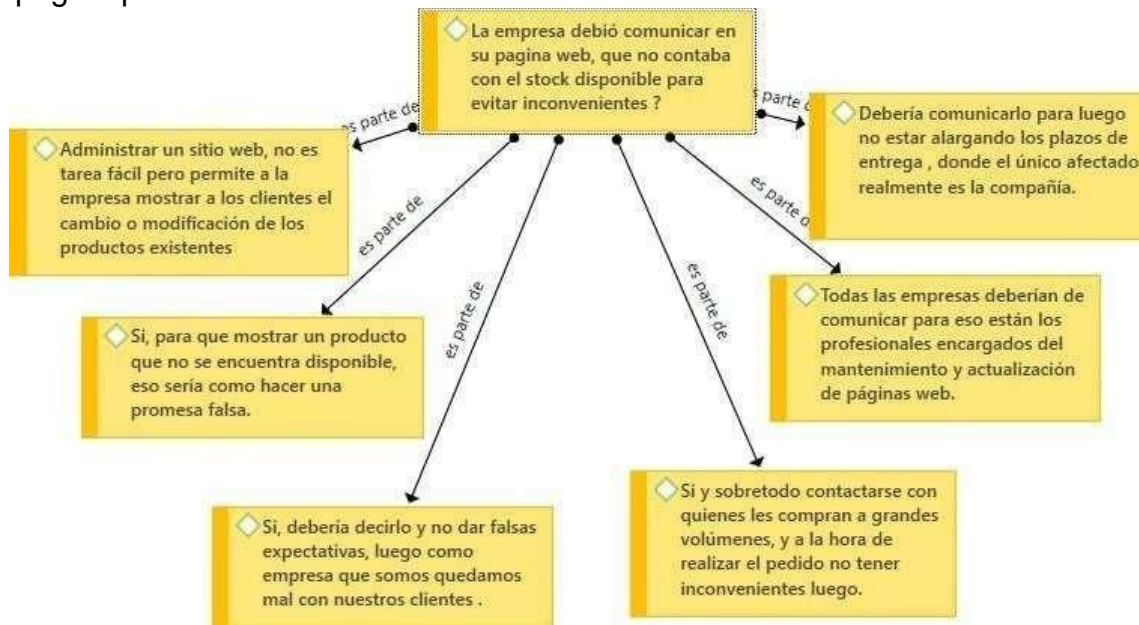 La empresa debió comunicar en
su pagina web, que no contaba
con el stock disponible para
evitar inconvenientes ?
es parte de
es parte
Administrar un sitio web, no es
tarea fácil pero permite a la
empresa mostrar a los clientes el
cambio o modificación de los
productos existentes
Debería comunicarlo para luego
no estar alargando los plazos de
entrega , donde el único afectado
realmente es la compañía.
es parte de
es parte de
es parte de
es parte
Si, para que mostrar un producto
que no se encuentra disponible,
eso sería como hacer una
promesa falsa.
Todas las empresas deberían de
comunicar para eso están los
profesionales encargados del
mantenimiento y actualización
de páginas web.
Si, debería decirlo y no dar falsas
expectativas, luego como
empresa que somos quedamos
mal con nuestros clientes .
Si y sobretodo contactarse con
quienes les compran a grandes
volúmenes, y a la hora de
realizar el pedido no tener
inconvenientes luego.